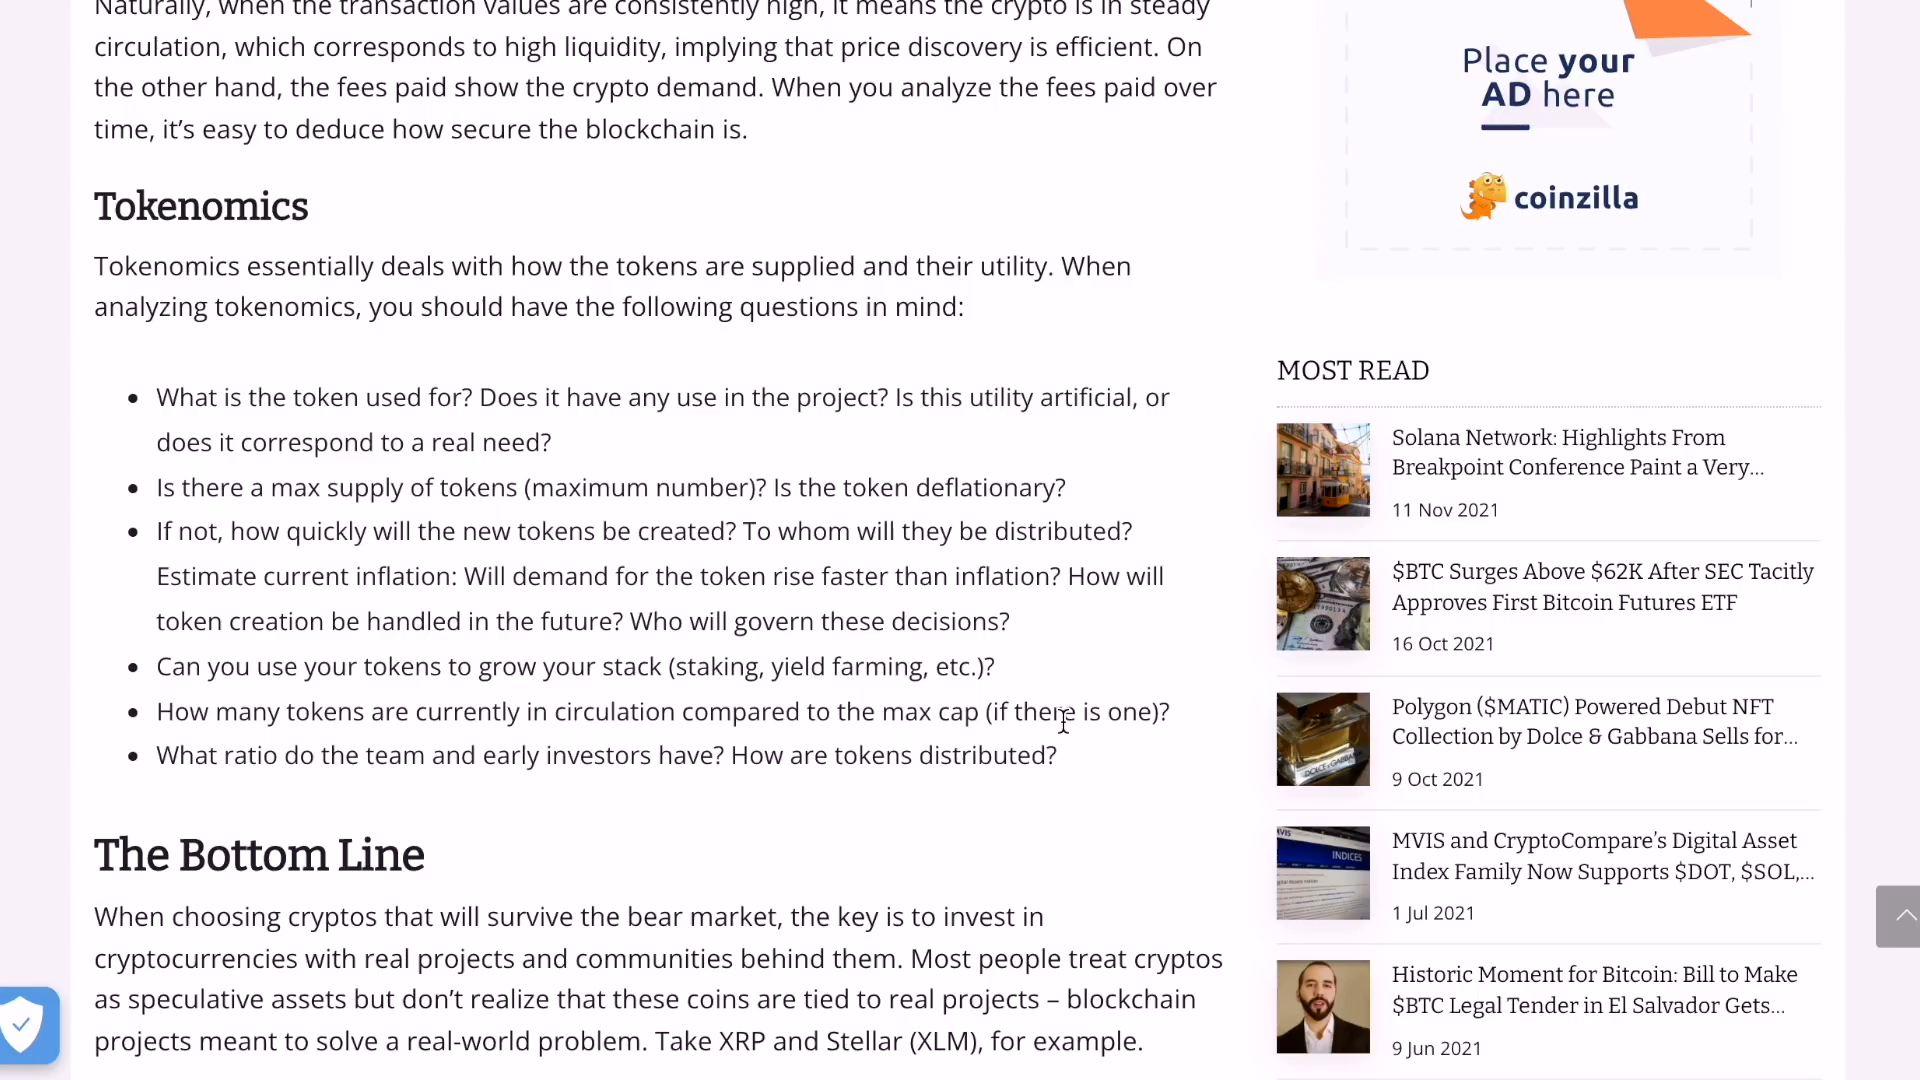 Naturally, when the transaction values are consistently high, it means the crypto is in steady
circulation, which corresponds to high liquidity, implying that price discovery is efficient. On
the other hand, the fees paid show the crypto demand. When you analyze the fees paid over
time, it’s easy to deduce how secure the blockchain is.
Tokenomics
Tokenomics essentially deals with how the tokens are supplied and their utility. When
analyzing tokenomics, you should have the following questions in mind:
What is the token used for? Does it have any use in the project? Is this utility artificial, or
does it correspond to a real need?
Is there a max supply of tokens (maximum number)? Is the token deflationary?
If not, how quickly will the new tokens be created? To whom will they be distributed?
Estimate current inflation: Will demand for the token rise faster than inflation? How will
token creation be handled in the future? Who will govern these decisions?
Can you use your tokens to grow your stack (staking, yield farming, etc.)?
How many tokens are currently in circulation compared to the max cap (if there is one)?
What ratio do the team and early investors have? How are tokens distributed?
The Bottom Line
When choosing cryptos that will survive the bear market, the key is to invest in
cryptocurrencies with real projects and communities behind them. Most people treat cryptos
as speculative assets but don’t realize that these coins are tied to real projects – blockchain
projects meant to solve a real-world problem. Take XRP and Stellar (XLM), for example.
Place your
AD here
coinzilla
MOST READ
Solana Network: Highlights From
Breakpoint Conference Paint a Very...
11 Nov 2021
$BTC Surges Above $62K After SEC Tacitly
Approves First Bitcoin Futures ETF
16 Oct 2021
Polygon ($MATIC) Powered Debut NFT
Collection by Dolce & Gabbana Sells for...
9 Oct 2021
DOLCE & GABBANA
MVIS and CryptoCompare’s Digital Asset
Index Family Now Supports $DOT, $SOL,...
1 Jul 2021
MVIS
INDICES
Historic Moment for Bitcoin: Bill to Make
$BTC Legal Tender in El Salvador Gets...
9 Jun 2021